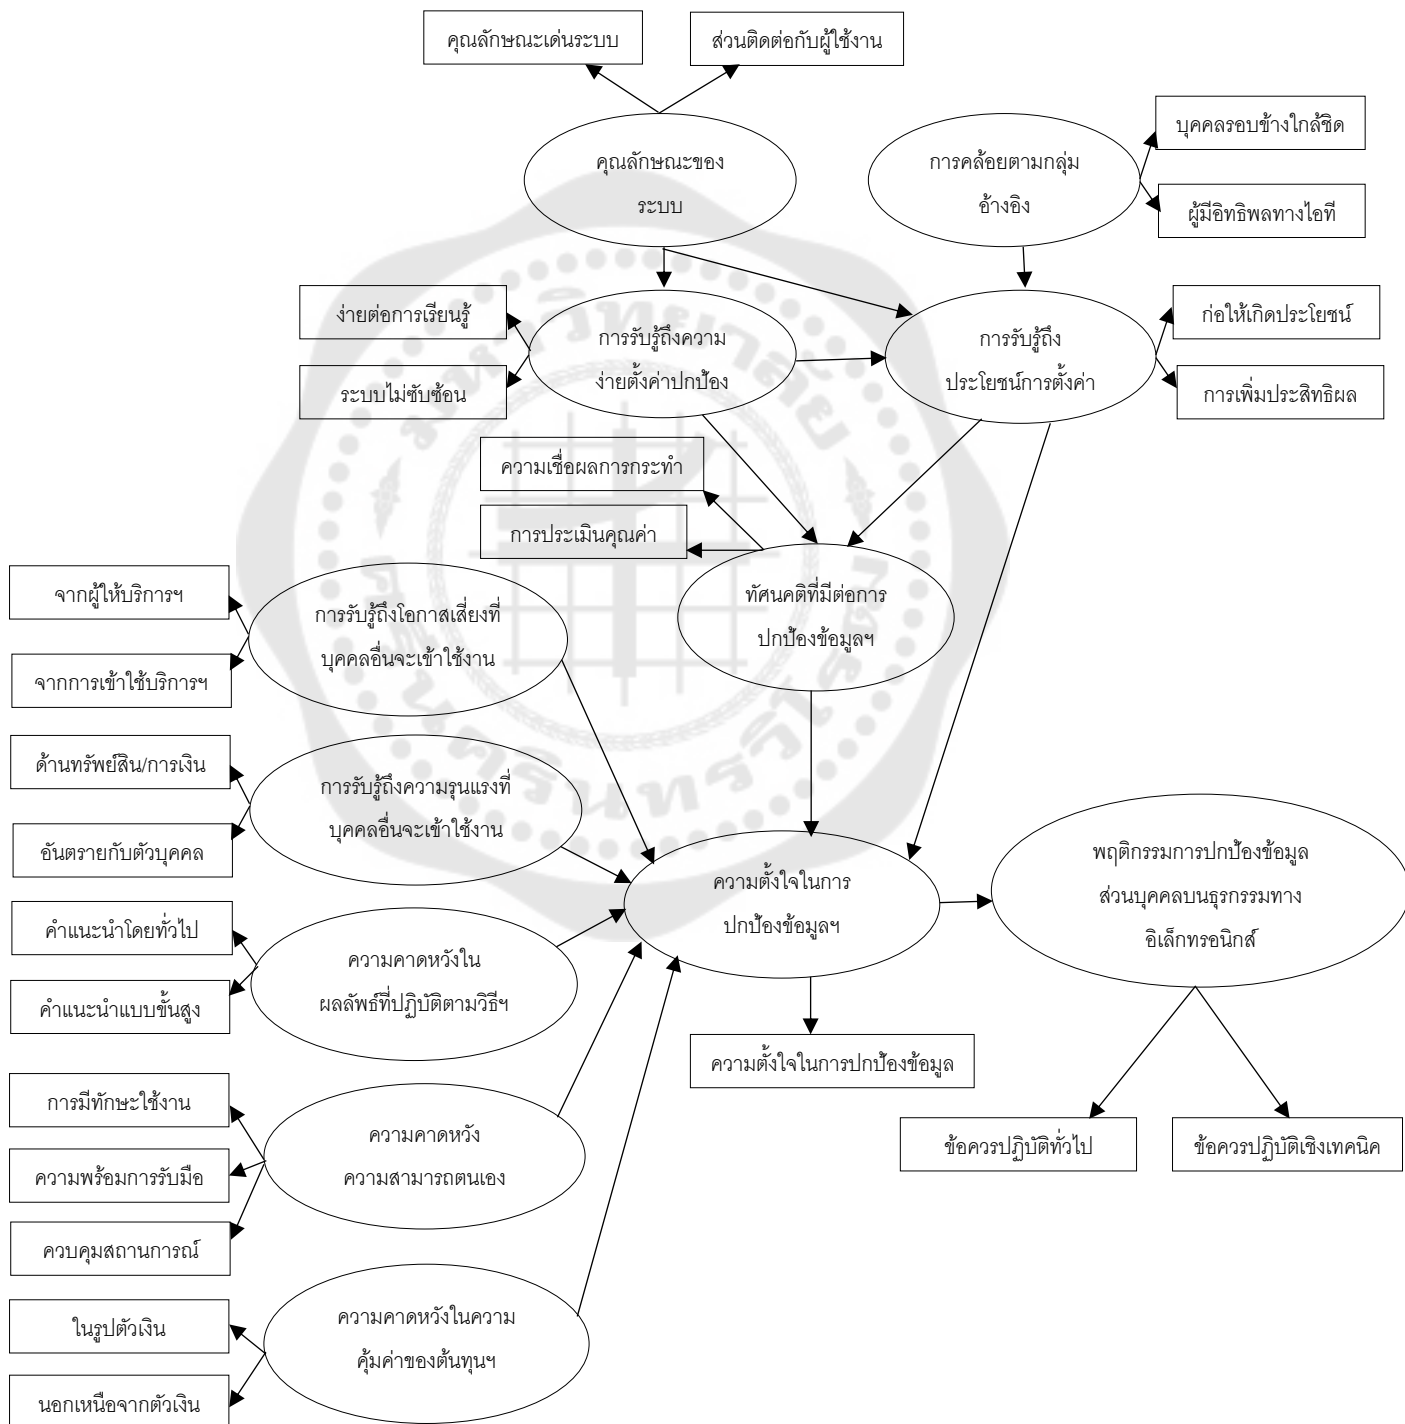 คุณลักษณะเด่นระบบ
ส่วนติดต่อกับผู้ใช้งาน
คุณลักษณะของ
ระบบ
การคล้อยตามกลุ่ม
อ้างอิง
บุคคลรอบข้างใกล้ชิด
ผู้มีอิทธิพลทางไอที
ง่ายต่อการเรียนรู้
ระบบไม่ซับซ้อน
การรับรู้ถึงความ
ง่ายตั้งค่าปกป้อง
การรับรู้ถึง
ประโยชน์การตั้งค่า
ก่อให้เกิดประโยชน์
การเพิ่มประสิทธิผล
ความเชื่อผลการกระทำ
การประเมินคุณค่า
ทัศนคติที่มีต่อการ
ปกป้องข้อมูลฯ
จากผู้ให้บริการฯ
จากการเข้าใช้บริการฯ
การรับรู้ถึงโอกาสเสี่ยงที่
บุคคลอื่นจะเข้าใช้งาน
ด้านทรัพย์สิน/การเงิน
อันตรายกับตัวบุคคล
การรับรู้ถึงความรุนแรงที่
บุคคลอื่นจะเข้าใช้งาน
ความตั้งใจในการ
ปกป้องข้อมูลฯ
พฤติกรรมการปกป้องข้อมูล
ส่วนบุคคลบนธุรกรรมทาง
อิเล็กทรอนิกส์
คำแนะนำโดยทั่วไป
คำแนะนำแบบขั้นสูง
ความคาดหวังใน
ผลลัพธ์ที่ปฏิบัติตามวิธีฯ
ความตั้งใจในการปกป้องข้อมูล
ข้อควรปฏิบัติทั่วไป
ข้อควรปฏิบัติเชิงเทคนิค
การมีทักษะใช้งาน
ความพร้อมการรับมือ
ควบคุมสถานการณ์
ความคาดหวัง
ความสามารถตนเอง
ในรูปตัวเงิน
นอกเหนือจากตัวเงิน
ความคาดหวังในความ
คุ้มค่าของต้นทุนฯ
มหาวิทยาลัย
ศรีนครินทรวิโรฒ